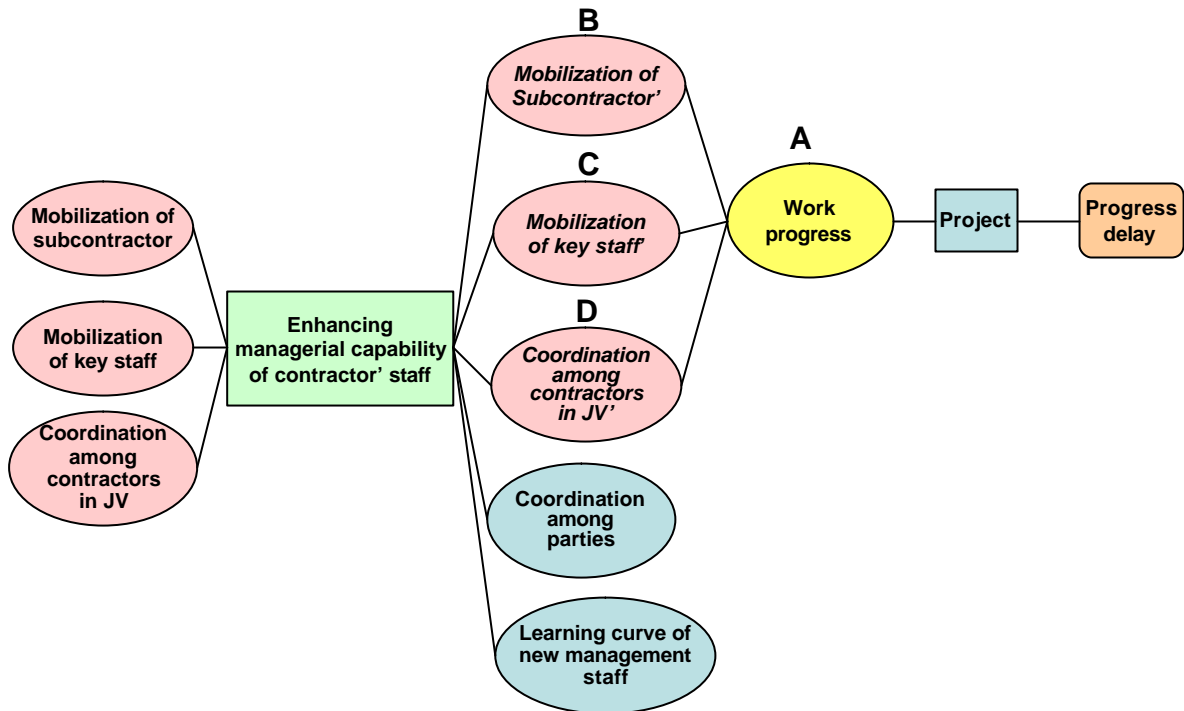 B
Mobilization of
Subcontractor’
A
C
Mobilization
of key staff’
Work
progress
Project
Progress
delay
Mobilization of
subcontractor
Mobilization
of key staff
Coordination
among
contractors
in JV
Enhancing
managerial capability
of contractor’ staff
D
Coordination
among
contractors
in JV’
Coordination
among
parties
Learning curve of
new management
staff